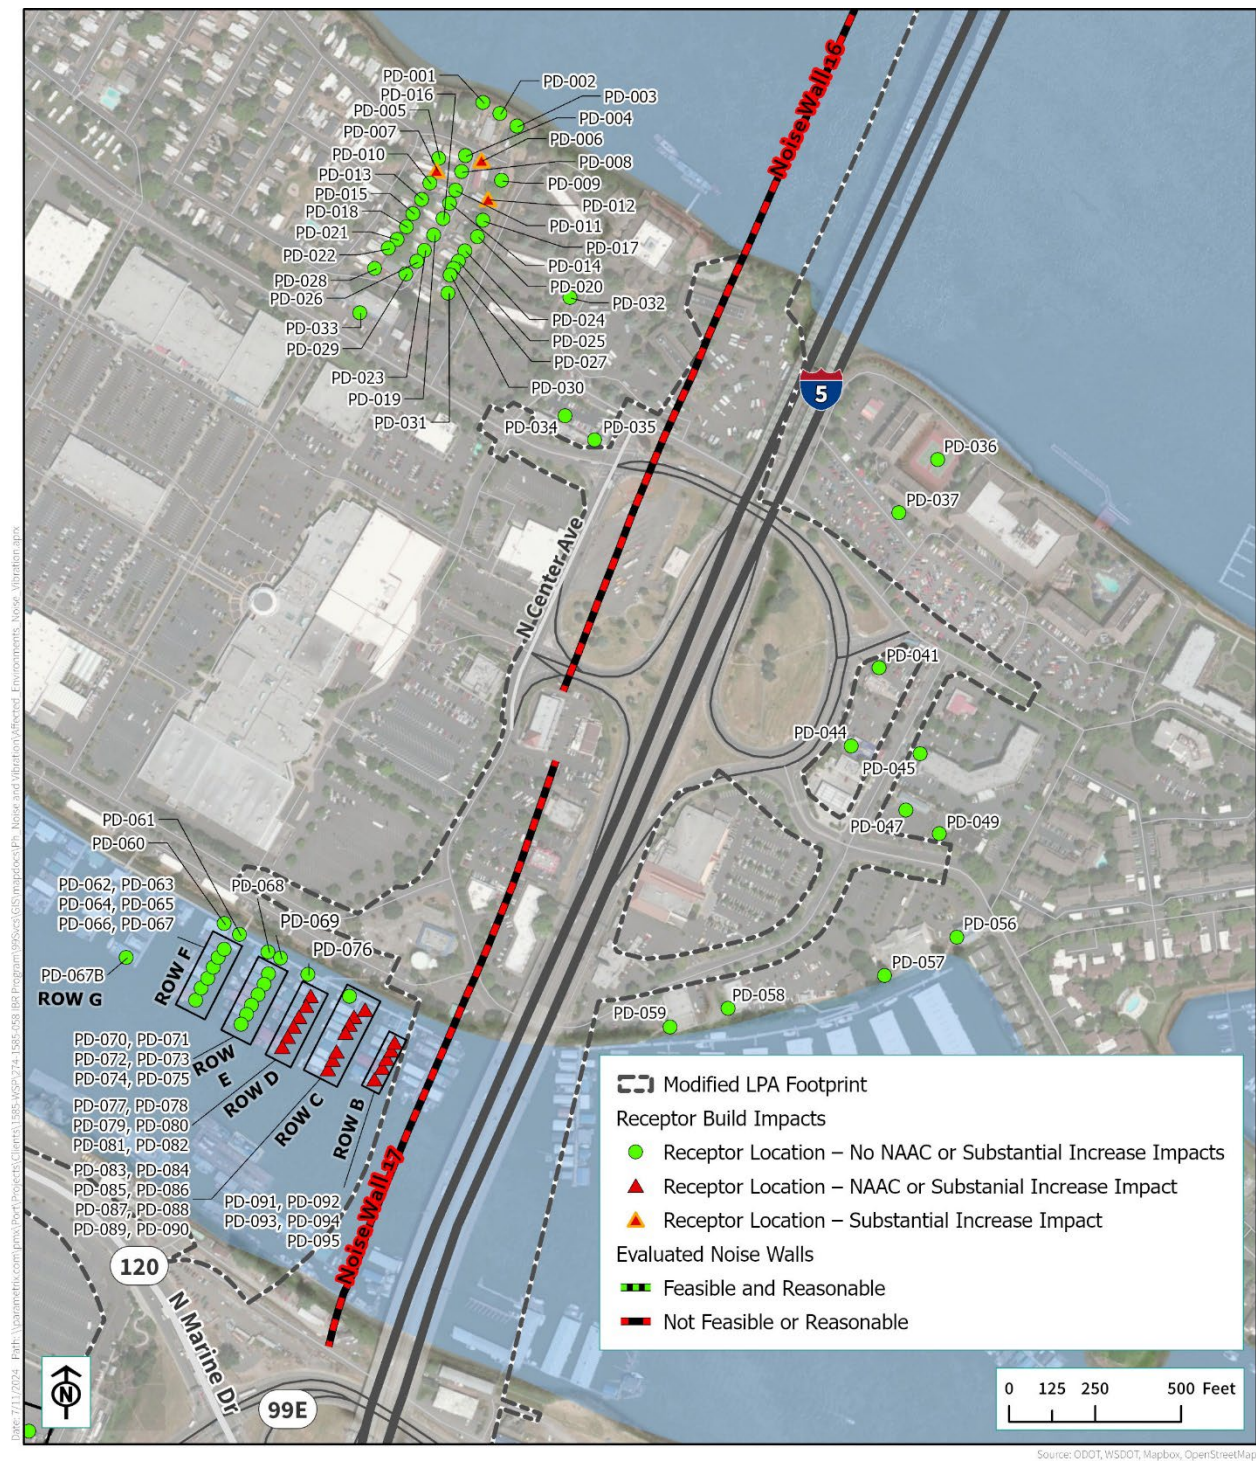 PD-001
PD-002
PD-016
PD-003
PD-005
PD-004
PD-007
PD-006
PD-010
PD-008
PD-013
PD-009
PD-015
PD-012
PD-018
PD-011
PD-021
PD-017
PD-022
PD-014
PD-028
PD-020
PD-026
PD-032
PD-033
PD-024
PD-029
PD-025
PD-027
PD-023
PD-030
PD-019
PD-031
PD-034
PD-035
Noise Wall 16
5
PD-036
PD-037
N Center Ave
PD-041
PD-044
PD-045
PD-047
PD-049
PD-056
PD-057
PD-058
PD-059
PD-061
PD-060
PD-062, PD-063
PD-064, PD-065
PD-066, PD-067
PD-068
PD-069
PD-076
PD-067B
ROW G
ROW F
PD-070, PD-071
PD-072, PD-073
PD-074, PD-075
ROW
E
PD-077, PD-078
PD-079, PD-080
PD-081, PD-082
ROW D
PD-083, PD-084
PD-085, PD-086
PD-087, PD-088
PD-089, PD-090
ROW C
PD-091, PD-092
PD-093, PD-094
PD-095
ROW B
Noise Wall 17
120
N Marine Dr
99E
N
Modified LPA Footprint
Receptor Build Impacts
Receptor Location – No NAAC or Substantial Increase Impacts
Receptor Location – NAAC or Substanial Increase Impact
Receptor Location – Substantial Increase Impact
Evaluated Noise Walls
Feasible and Reasonable
Not Feasible or Reasonable
0 125 250 500 Feet
Source: ODOT, WSDOT, Mapbox, OpenStreetMap
Date: 7/11/2024